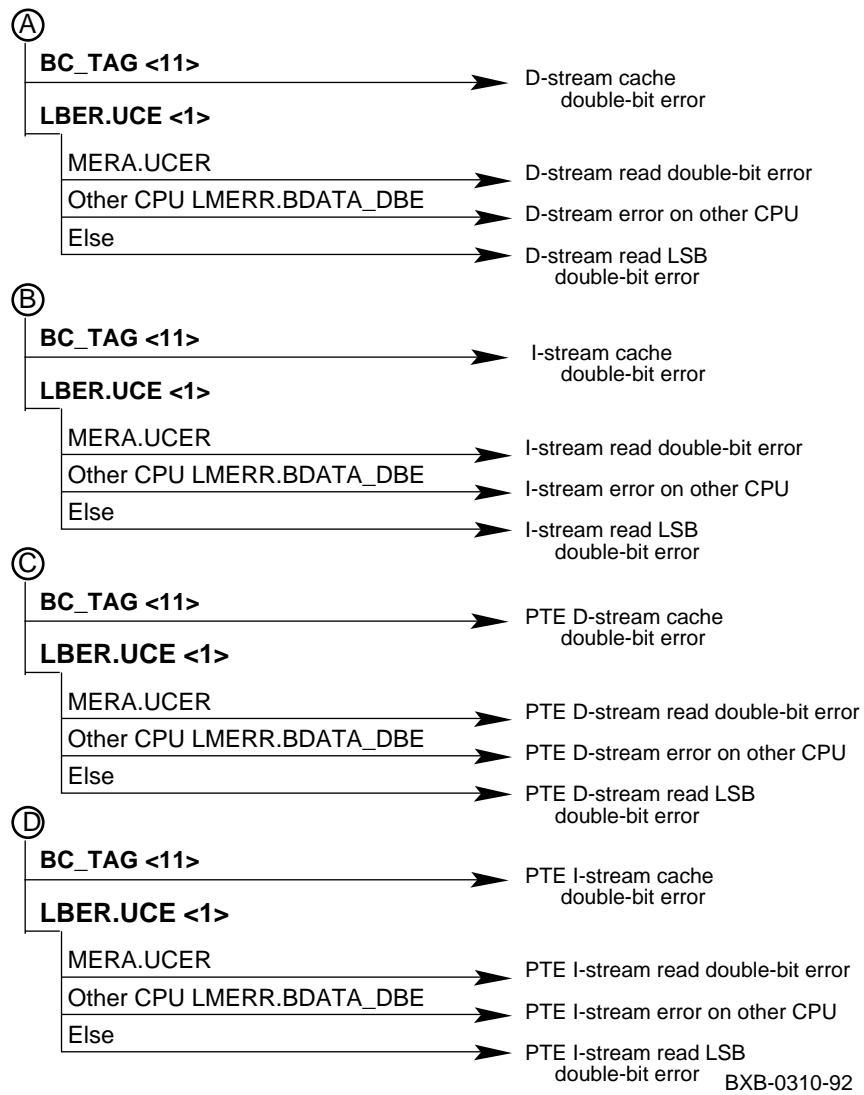 A
BC_TAG <11>
D-stream cache
double-bit error
LBER.UCE <1>
MERA.UCER
D-stream read double-bit error
Other CPU LMERR.BDATA_DBE
D-stream error on other CPU
Else
D-stream read LSB
double-bit error
B
BC_TAG <11>
I-stream cache
double-bit error
LBER.UCE <1>
MERA.UCER
I-stream read double-bit error
Other CPU LMERR.BDATA_DBE
I-stream error on other CPU
Else
I-stream read LSB
double-bit error
C
BC_TAG <11>
PTE D-stream cache
double-bit error
LBER.UCE <1>
MERA.UCER
PTE D-stream read double-bit error
Other CPU LMERR.BDATA_DBE
PTE D-stream error on other CPU
Else
PTE D-stream read LSB
double-bit error
D
BC_TAG <11>
PTE I-stream cache
double-bit error
LBER.UCE <1>
MERA.UCER
PTE I-stream read double-bit error
Other CPU LMERR.BDATA_DBE
PTE I-stream error on other CPU
Else
PTE I-stream read LSB
double-bit error
BXB-0310-92